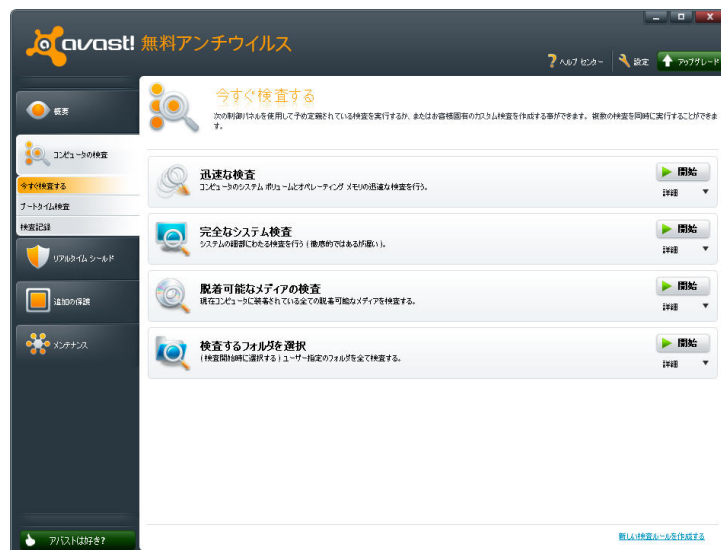 avast! 無料アンチウイルス
ヘルプ センター 設定 アップグレード
概要
コンピュータの検査
今すぐ検査する
ブートタイム検査
検査記録
リアルタイム シールド
追加の保護
メンテナンス
アバストは好き?
今すぐ検査する
次の制御パネルを使用して予め定義されている検査を実行するか、またはお客様固有のカスタム検査を作成する事ができます。複数の検査を同時に実行することができま
す。
迅速な検査
コンピュータのシステム ボリュームとオペレーティング メモリの迅速な検査を行う。
開始
詳細
完全なシステム検査
システムの細部にわたる検査を行う ( 徹底的ではあるが遅い )。
開始
詳細
脱着可能なメディアの検査
現在コンピュータに装着されている全ての脱着可能なメディアを検査する。
開始
詳細
検査するフォルダを選択
( 検査開始時に選択する ) ユーザー指定のフォルダを全て検査する。
開始
詳細
新しい検査ルールを作成する